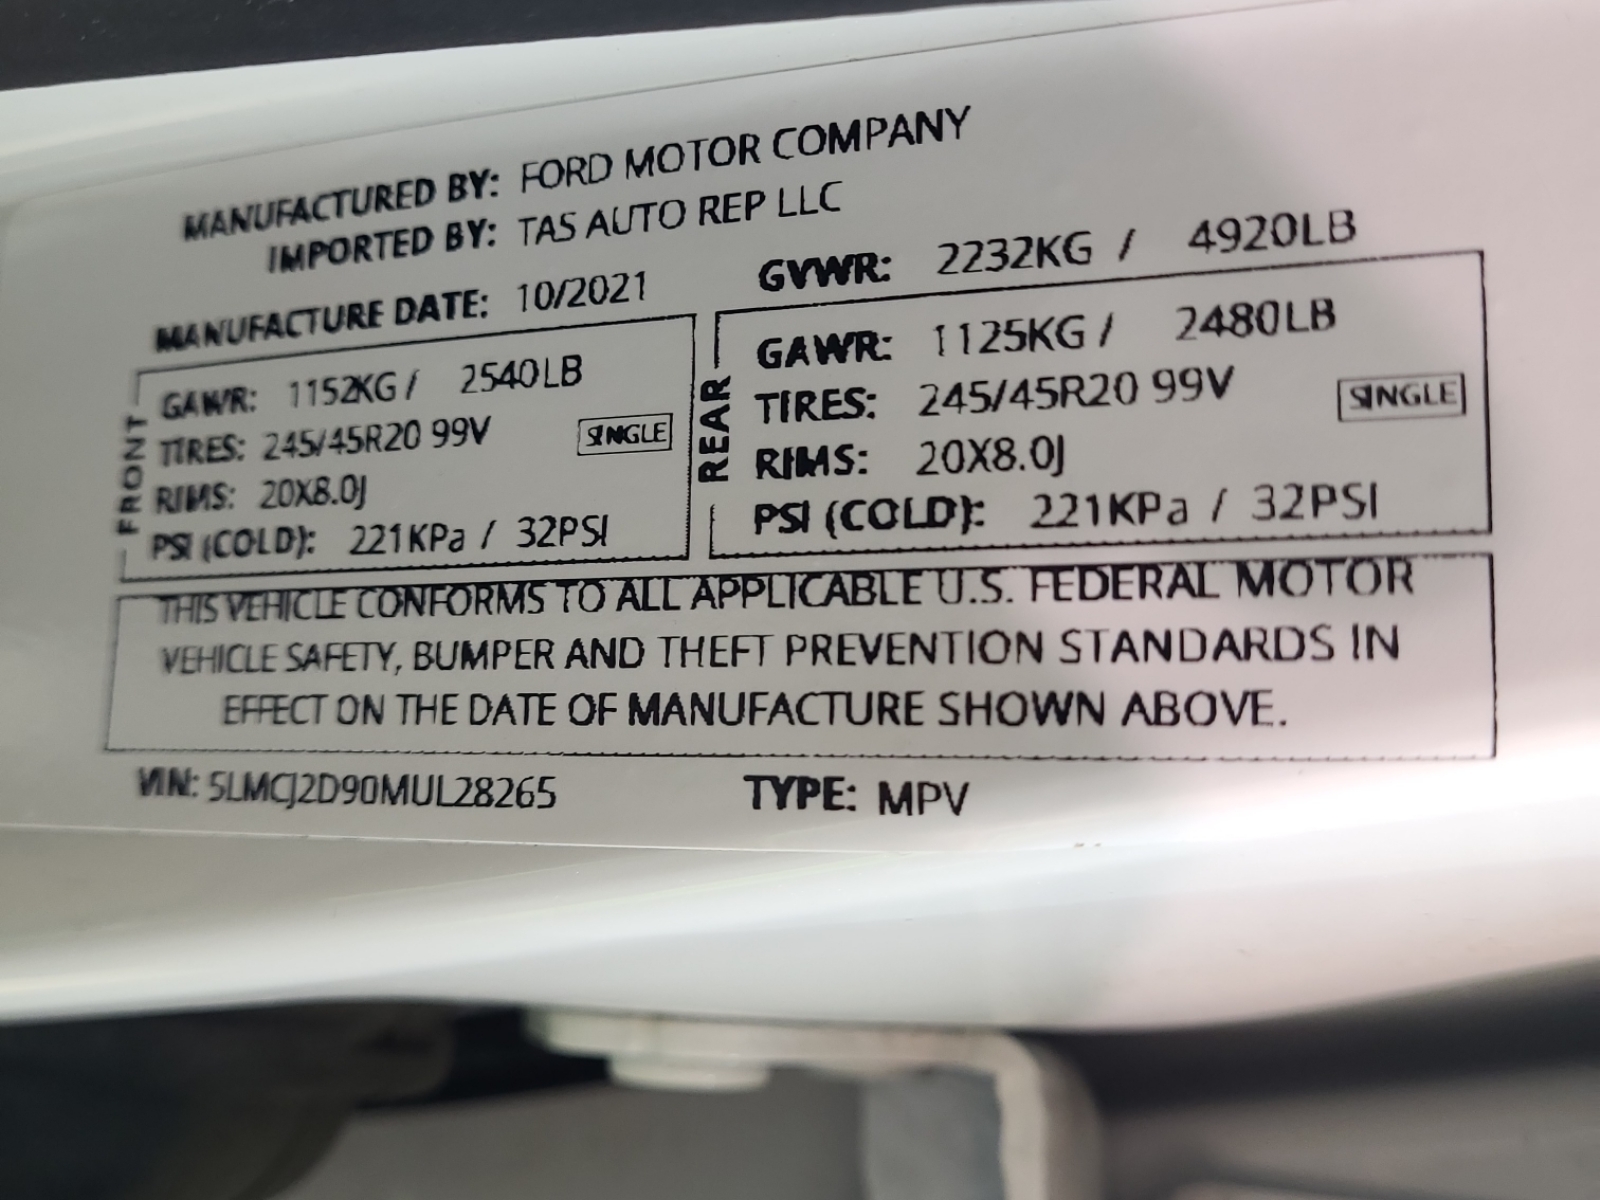 MANUFACTURED BY: FORD MOTOR COMPANY
IMPORTED BY: TAS AUTO REP LLC
MANUFACTURE DATE: 10/2021
GVWR: 2232KG / 4920LB
FRONT
GAWR: 1152KG / 2540LB
TIRES: 245/45R20 99V SINGLE
RIMS: 20X8.0J
PSI (COLD): 221KPa / 32PSI
REAR
GAWR: 1125KG / 2480LB
TIRES: 245/45R20 99V SINGLE
RIMS: 20X8.0J
PSI (COLD): 221KPa / 32PSI
THIS VEHICLE CONFORMS TO ALL APPLICABLE U.S. FEDERAL MOTOR
VEHICLE SAFETY, BUMPER AND THEFT PREVENTION STANDARDS IN
EFFECT ON THE DATE OF MANUFACTURE SHOWN ABOVE.
VIN: 5LMCJ2D90MUL28265
TYPE: MPV